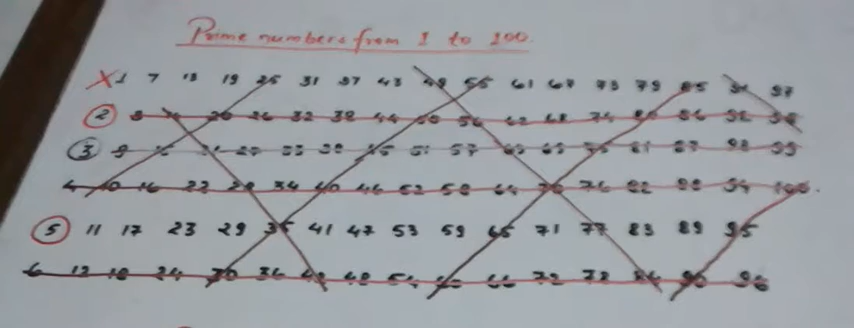 Prime numbers from 1 to 100.
1 7 13 19 25 31 37 43 49 55 61 67 73 79 85 91 97
2 8 14 20 26 32 38 44 50 56 62 68 74 80 86 92 98
3 9 15 21 27 33 39 45 51 57 63 69 75 81 87 93 99
4 10 16 22 28 34 40 46 52 58 64 70 76 82 88 94 100.
5 11 17 23 29 35 41 47 53 59 65 71 77 83 89 95
6 12 18 24 30 36 42 48 54 60 66 72 78 84 90 96